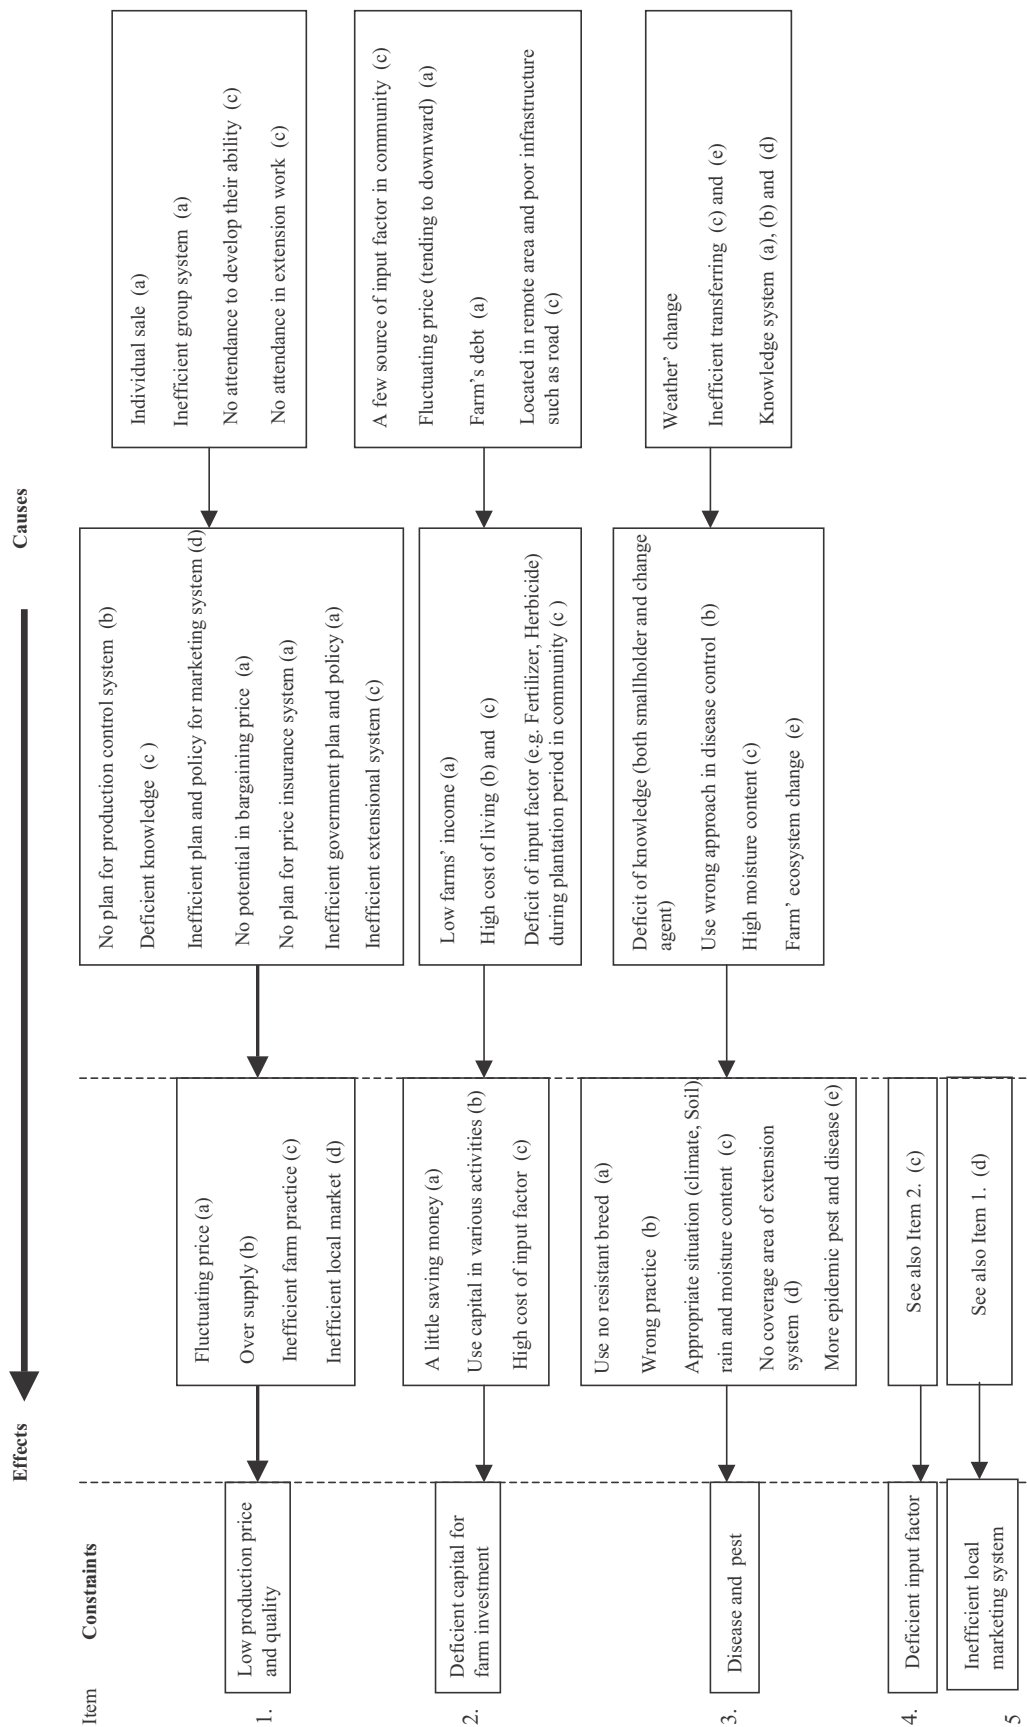 Effects
Causes
Item
Constraints
1.
Low production price
and quality
Fluctuating price (a)
Over supply (b)
Inefficient farm practice (c)
Inefficient local market (d)
No plan for production control system (b)
Deficient knowledge (c )
Inefficient plan and policy for marketing system (d)
No potential in bargaining price (a)
No plan for price insurance system (a)
Inefficient government plan and policy (a)
Inefficient extensional system (c)
Individual sale (a)
Inefficient group system (a)
No attendance to develop their ability (c)
No attendance in extension work (c)
2.
Deficient capital for
farm investment
A little saving money (a)
Use capital in various activities (b)
High cost of input factor (c)
Low farms' income (a)
High cost of living (b) and (c)
Deficit of input factor (e.g. Fertilizer, Herbicide)
during plantation period in community (c )
A few source of input factor in community (c)
Fluctuating price (tending to downward) (a)
Farm's debt (a)
Located in remote area and poor infrastructure
such as road (c)
3.
Disease and pest
Use no resistant breed (a)
Wrong practice (b)
Appropriate situation (climate, Soil)
rain and moisture content (c)
No coverage area of extension
system (d)
More epidemic pest and disease (e)
Deficit of knowledge (both smallholder and change
agent)
Use wrong approach in disease control (b)
High moisture content (c)
Farm' ecosystem change (e)
Weather' change
Inefficient transferring (c) and (e)
Knowledge system (a), (b) and (d)
4.
Deficient input factor
See also Item 2. (c)
5
Inefficient local
marketing system
See also Item 1. (d)